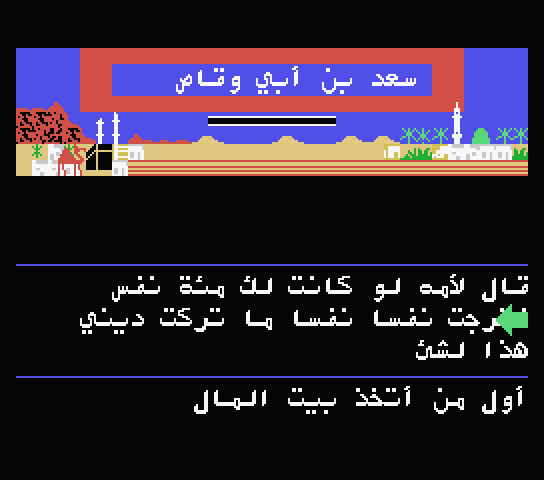 سعد بن أبي وقاص
قال لأمه لو كانت لك مئة نفس
رجت نفسا نفسا ما تركت ديني
هذا لشئ
أول من أتخذ بيت المال